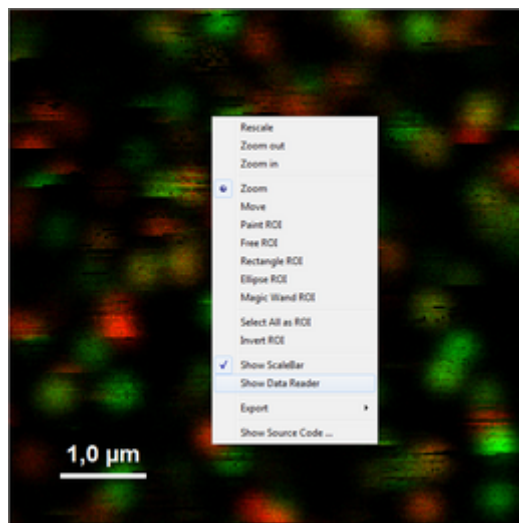 Rescale
Zoom out
Zoom in
Zoom
Move
Paint ROI
Free ROI
Rectangle ROI
Ellipse ROI
Magic Wand ROI
Select All as ROI
Invert ROI
Show ScaleBar
Show Data Reader
Export
Show Source Code ...
1,0 µm